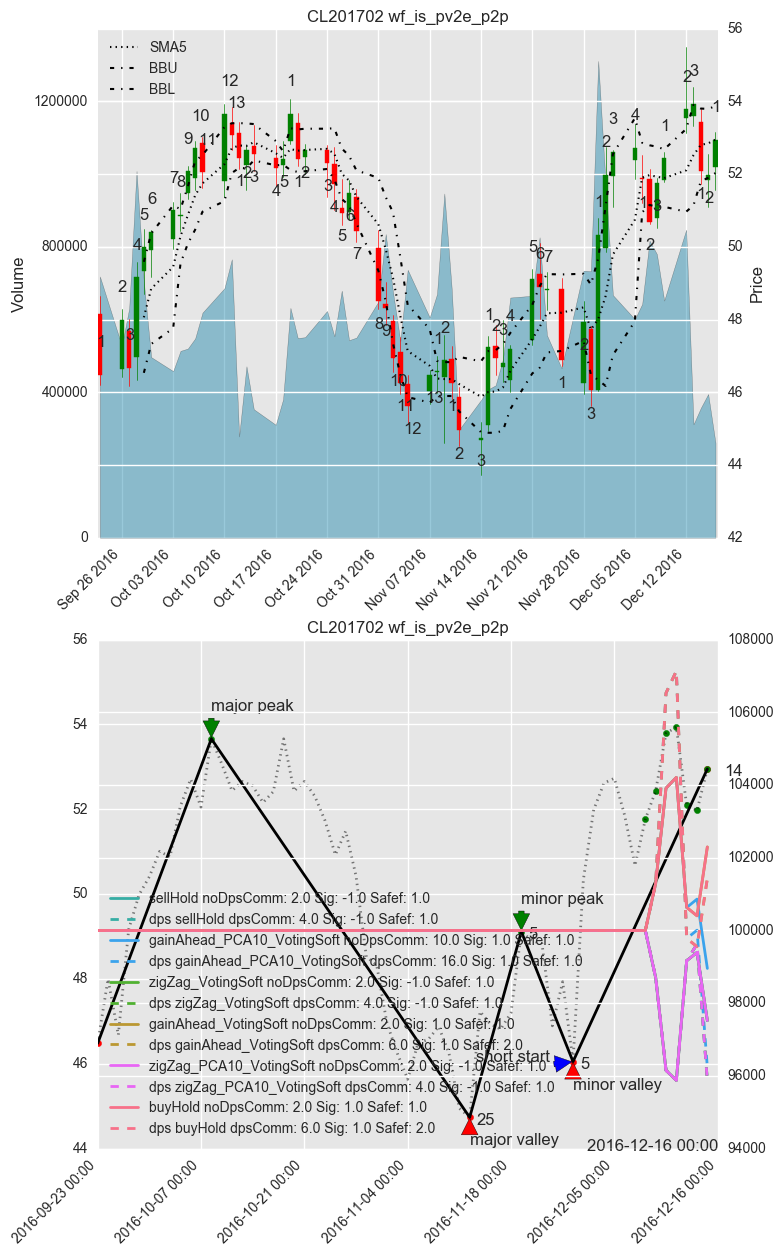 CL201702 wf_is_pv2e_p2p
SMA5
BBU
BBL
Volume
1200000
800000
400000
0
Price
56
54
52
50
48
46
44
42
Sep 26 2016
Oct 03 2016
Oct 10 2016
Oct 17 2016
Oct 24 2016
Oct 31 2016
Nov 07 2016
Nov 14 2016
Nov 21 2016
Nov 28 2016
Dec 05 2016
Dec 12 2016
CL201702 wf_is_pv2e_p2p
56
54
52
50
48
46
44
108000
106000
104000
102000
100000
98000
96000
94000
major peak
14
minor peak
5
sellHold noDpsComm: 2.0 Sig: -1.0 Safef: 1.0
dps sellHold dpsComm: 4.0 Sig: -1.0 Safef: 1.0
gainAhead_PCA10_VotingSoft noDpsComm: 10.0 Sig: 1.0 Safef: 1.0
dps gainAhead_PCA10_VotingSoft dpsComm: 16.0 Sig: 1.0 Safef: 1.0
zigZag_VotingSoft noDpsComm: 2.0 Sig: -1.0 Safef: 1.0
dps zigZag_VotingSoft dpsComm: 4.0 Sig: -1.0 Safef: 1.0
gainAhead_VotingSoft noDpsComm: 2.0 Sig: 1.0 Safef: 1.0
dps gainAhead_VotingSoft dpsComm: 6.0 Sig: 1.0 Safef: 2.0
short start
5
zigZag_PCA10_VotingSoft noDpsComm: 2.0 Sig: -1.0 Safef: 1.0
dps zigZag_PCA10_VotingSoft dpsComm: 4.0 Sig: -1.0 Safef: 1.0
minor valley
buyHold noDpsComm: 2.0 Sig: 1.0 Safef: 1.0
25
dps buyHold dpsComm: 6.0 Sig: 1.0 Safef: 2.0
major valley
2016-12-16 00:00
2016-09-23 00:00
2016-10-07 00:00
2016-10-21 00:00
2016-11-04 00:00
2016-11-18 00:00
2016-12-05 00:00
2016-12-16 00:00